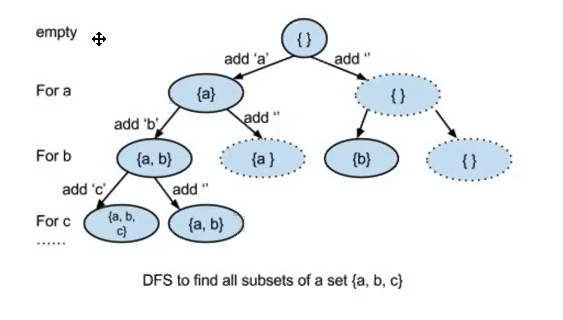 empty
{ }
add ‘a’
add ‘’
For a
{a}
{ }
add ‘b’
add ‘’
For b
{a, b}
{a }
{b}
{ }
add ‘c’
add ‘’
For c
{a, b,
c}
{a, b}
......
DFS to find all subsets of a set {a, b, c}